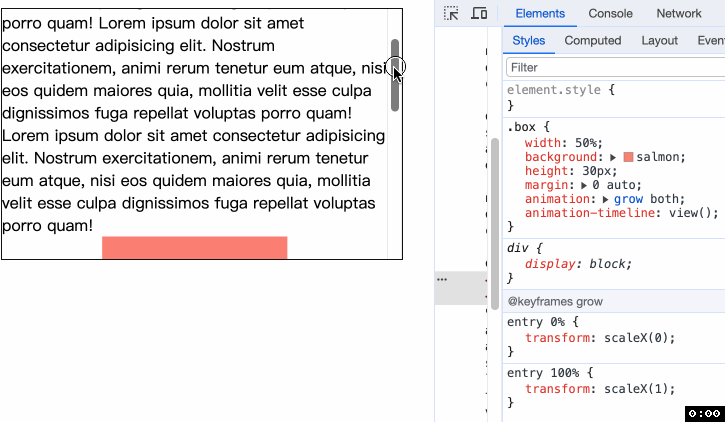 porro quam! Lorem ipsum dolor sit amet
consectetur adipisicing elit. Nostrum
exercitationem, animi rerum tenetur eum atque, nisi
eos quidem maiores quia, mollitia velit esse culpa
dignissimos fuga repellat voluptas porro quam!
Lorem ipsum dolor sit amet consectetur adipisicing
elit. Nostrum exercitationem, animi rerum tenetur
eum atque, nisi eos quidem maiores quia, mollitia
velit esse culpa dignissimos fuga repellat voluptas
porro quam!
Elements Console Network
Styles Computed Layout Even
Filter
element.style {
}
.box {
width: 50%;
background: salmon;
height: 30px;
margin: 0 auto;
animation: grow both;
animation-timeline: view();
}
div {
display: block;
}
@keyframes grow
entry 0% {
transform: scaleX(0);
}
entry 100% {
transform: scaleX(1);
}
0:00